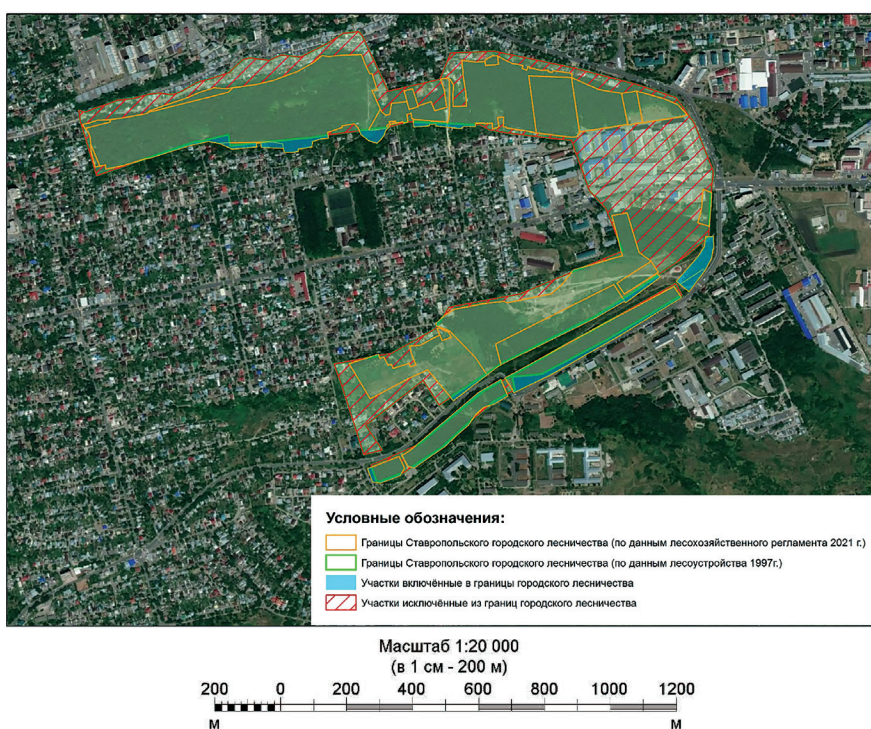 Условные обозначения:
Границы Ставропольского городского лесничества (по данным лесохозяйственного регламента 2021 г.)
Границы Ставропольского городского лесничества (по данным лесоустройства 1997г.)
Участки включённые в границы городского лесничества
Участки исключённые из границ городского лесничества
Масштаб 1:20 000
(в 1 см - 200 м)
200 0 200 400 600 800 1000 1200
м м